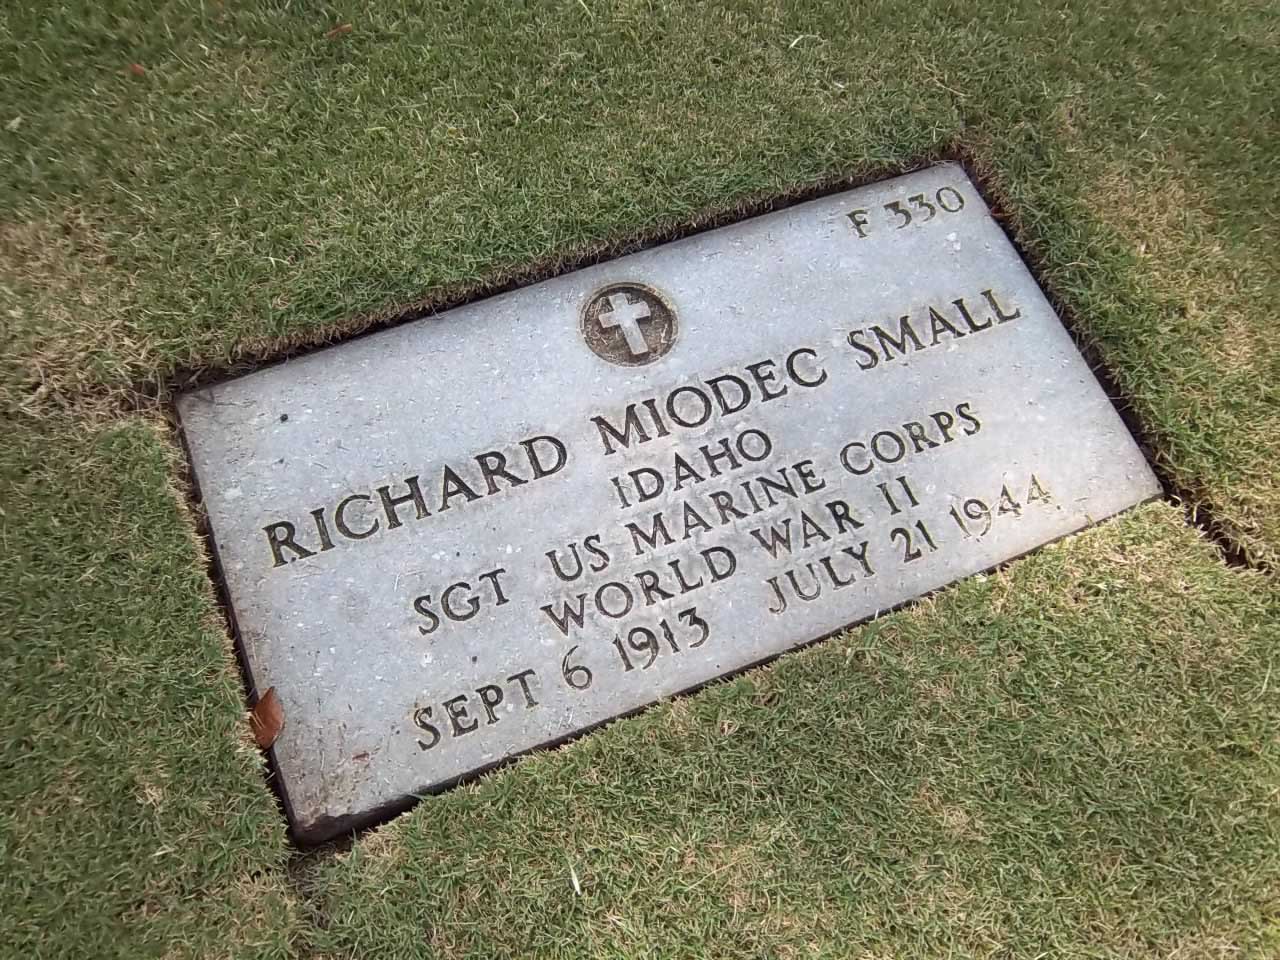 F 330
RICHARD MIODEC SMALL
IDAHO
SGT US MARINE CORPS
WORLD WAR II
SEPT 6 1913 JULY 21 1944